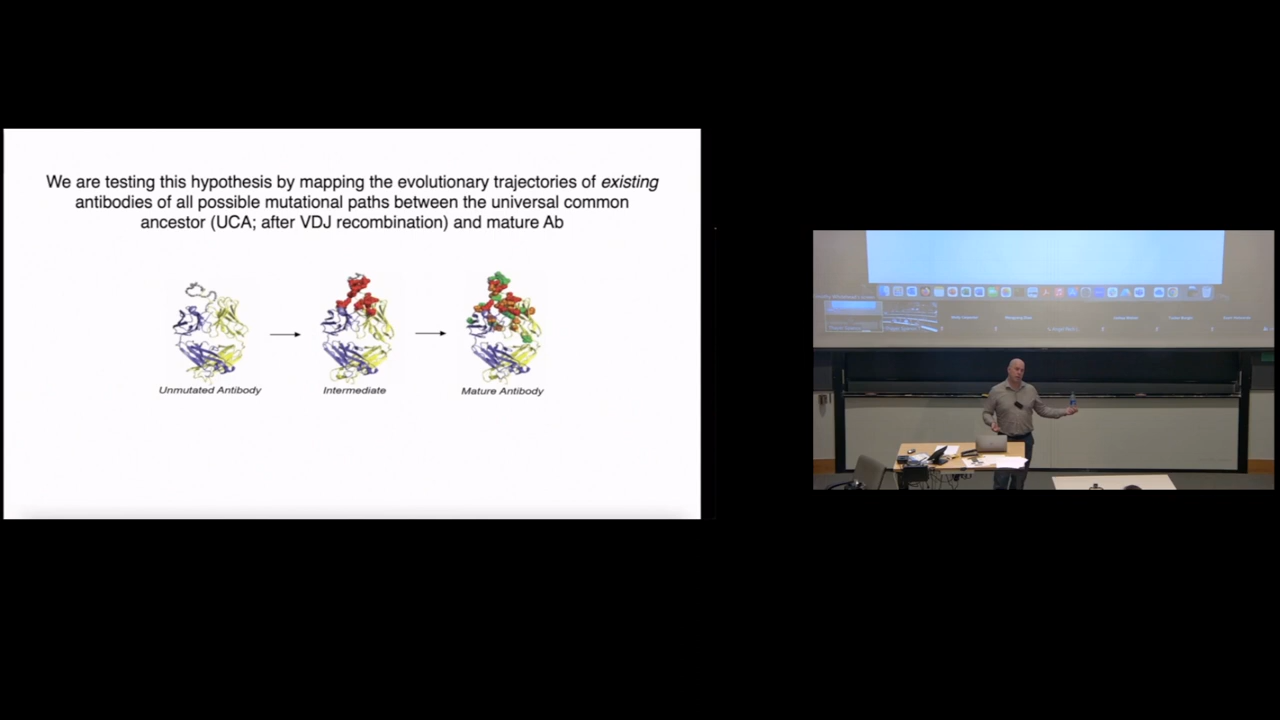 We are testing this hypothesis by mapping the evolutionary trajectories of existing
antibodies of all possible mutational paths between the universal common
ancestor (UCA; after VDJ recombination) and mature Ab
Unmutated Antibody
Intermediate
Mature Antibody